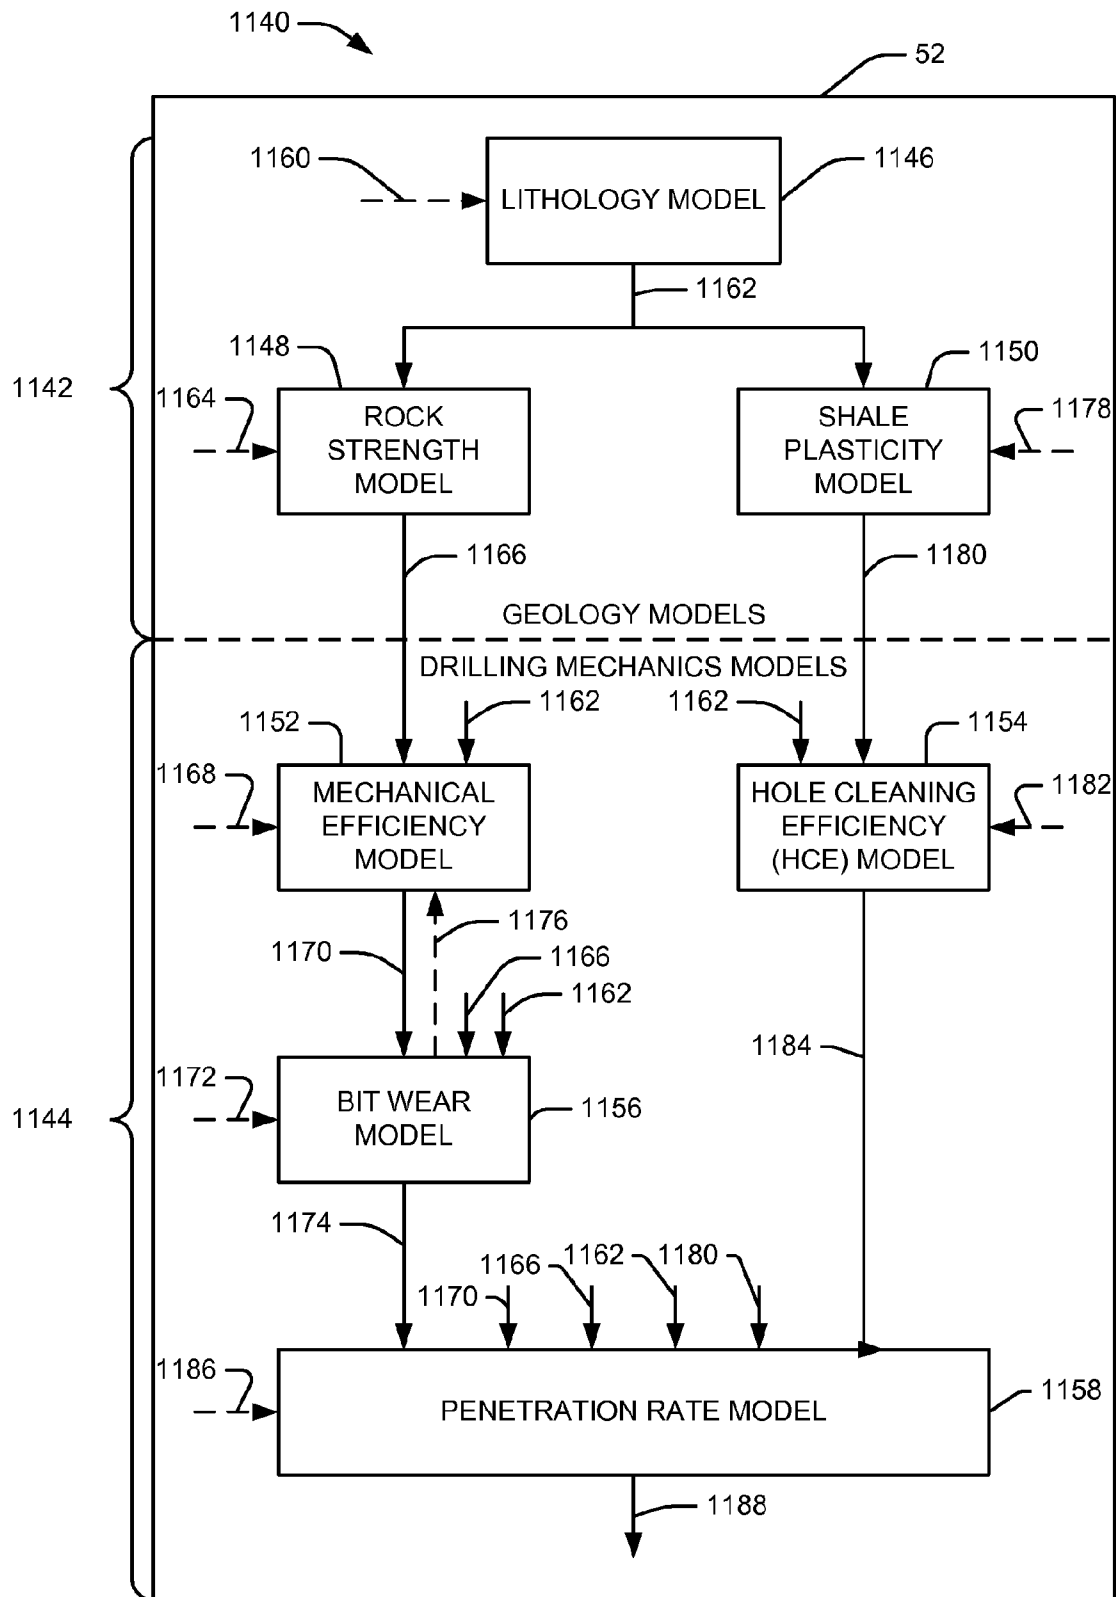 1140
52
1160
1146
LITHOLOGY MODEL
1162
1148
1150
1142
1164
1178
ROCK
STRENGTH
MODEL
SHALE
PLASTICITY
MODEL
1166
1180
GEOLOGY MODELS
DRILLING MECHANICS MODELS
1162
1162
1152
1154
1168
1182
MECHANICAL
EFFICIENCY
MODEL
HOLE CLEANING
EFFICIENCY
(HCE) MODEL
1176
1170
1166
1162
1184
1172
1144
BIT WEAR
MODEL
1156
1174
1166
1162
1180
1170
1186
1158
PENETRATION RATE MODEL
1188